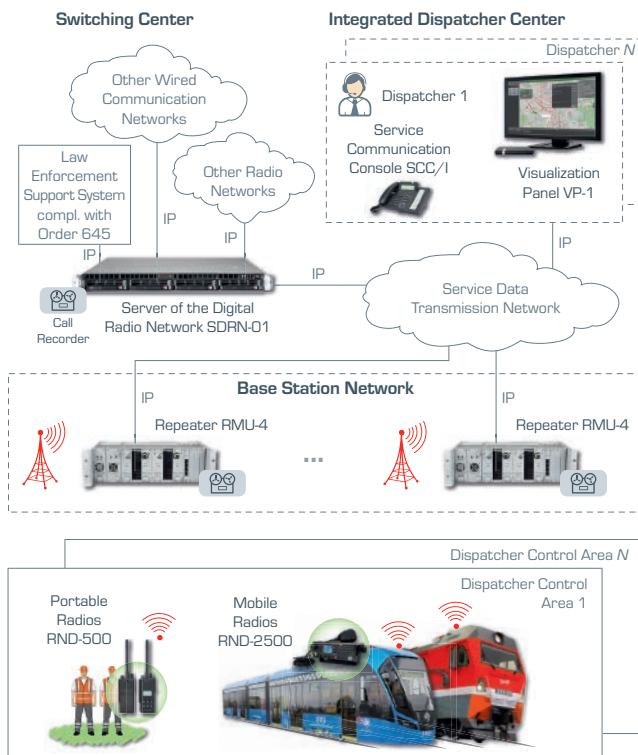 Switching Center
Integrated Dispatcher Center
Dispatcher N
Other Wired
Communication
Networks
Dispatcher 1
Service
Communication
Console SCC/I
Visualization
Panel VP-1
Law
Enforcement
Support System
compl. with
Order 645
Other Radio
Networks
IP
IP
IP
IP
IP
Call
Recorder
Server of the Digital
Radio Network SDRN-01
Service Data
Transmission Network
Base Station Network
IP
IP
Repeater RMU-4
Repeater RMU-4
...
Dispatcher Control Area N
Dispatcher Control
Area 1
Portable
Radios
RND-500
Mobile
Radios
RND-2500